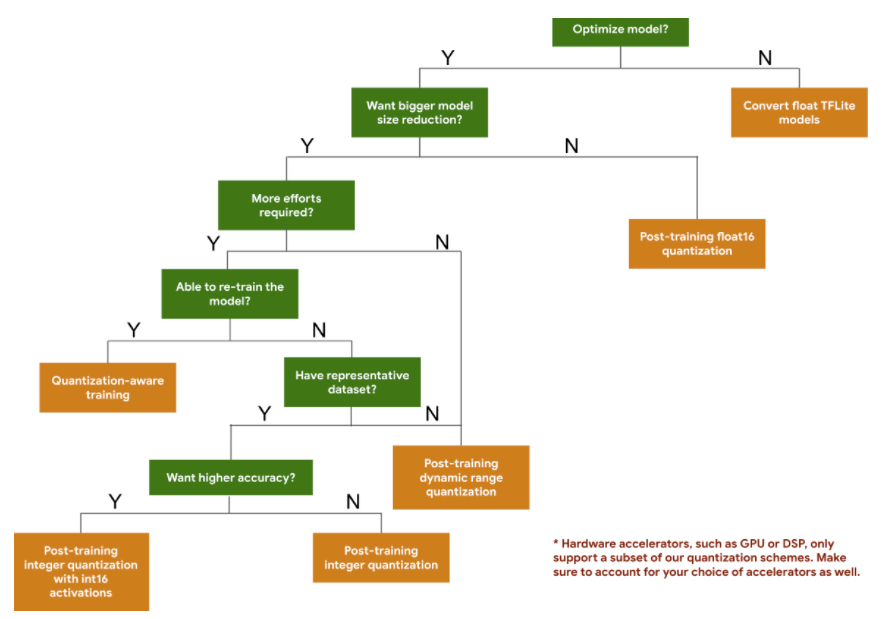 Optimize model?
Y
N
Want bigger model
size reduction?
Convert float TFLite
models
Y
N
More efforts
required?
Post-training float16
quantization
Y
N
Able to re-train the
model?
Y
N
Quantization-aware
training
Have representative
dataset?
Y
N
Want higher accuracy?
Post-training
dynamic range
quantization
Y
N
Post-training
integer quantization
with int16
activations
Post-training
integer quantization
* Hardware accelerators, such as GPU or DSP, only
support a subset of our quantization schemes. Make
sure to account for your choice of accelerators as well.